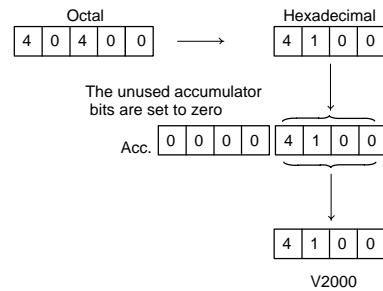 Octal Hexadecimal
4 0 4 0 0 4 1 0 0
The unused accumulator
bits are set to zero
Acc. 0 0 0 0 4 1 0 0
4 1 0 0
V2000